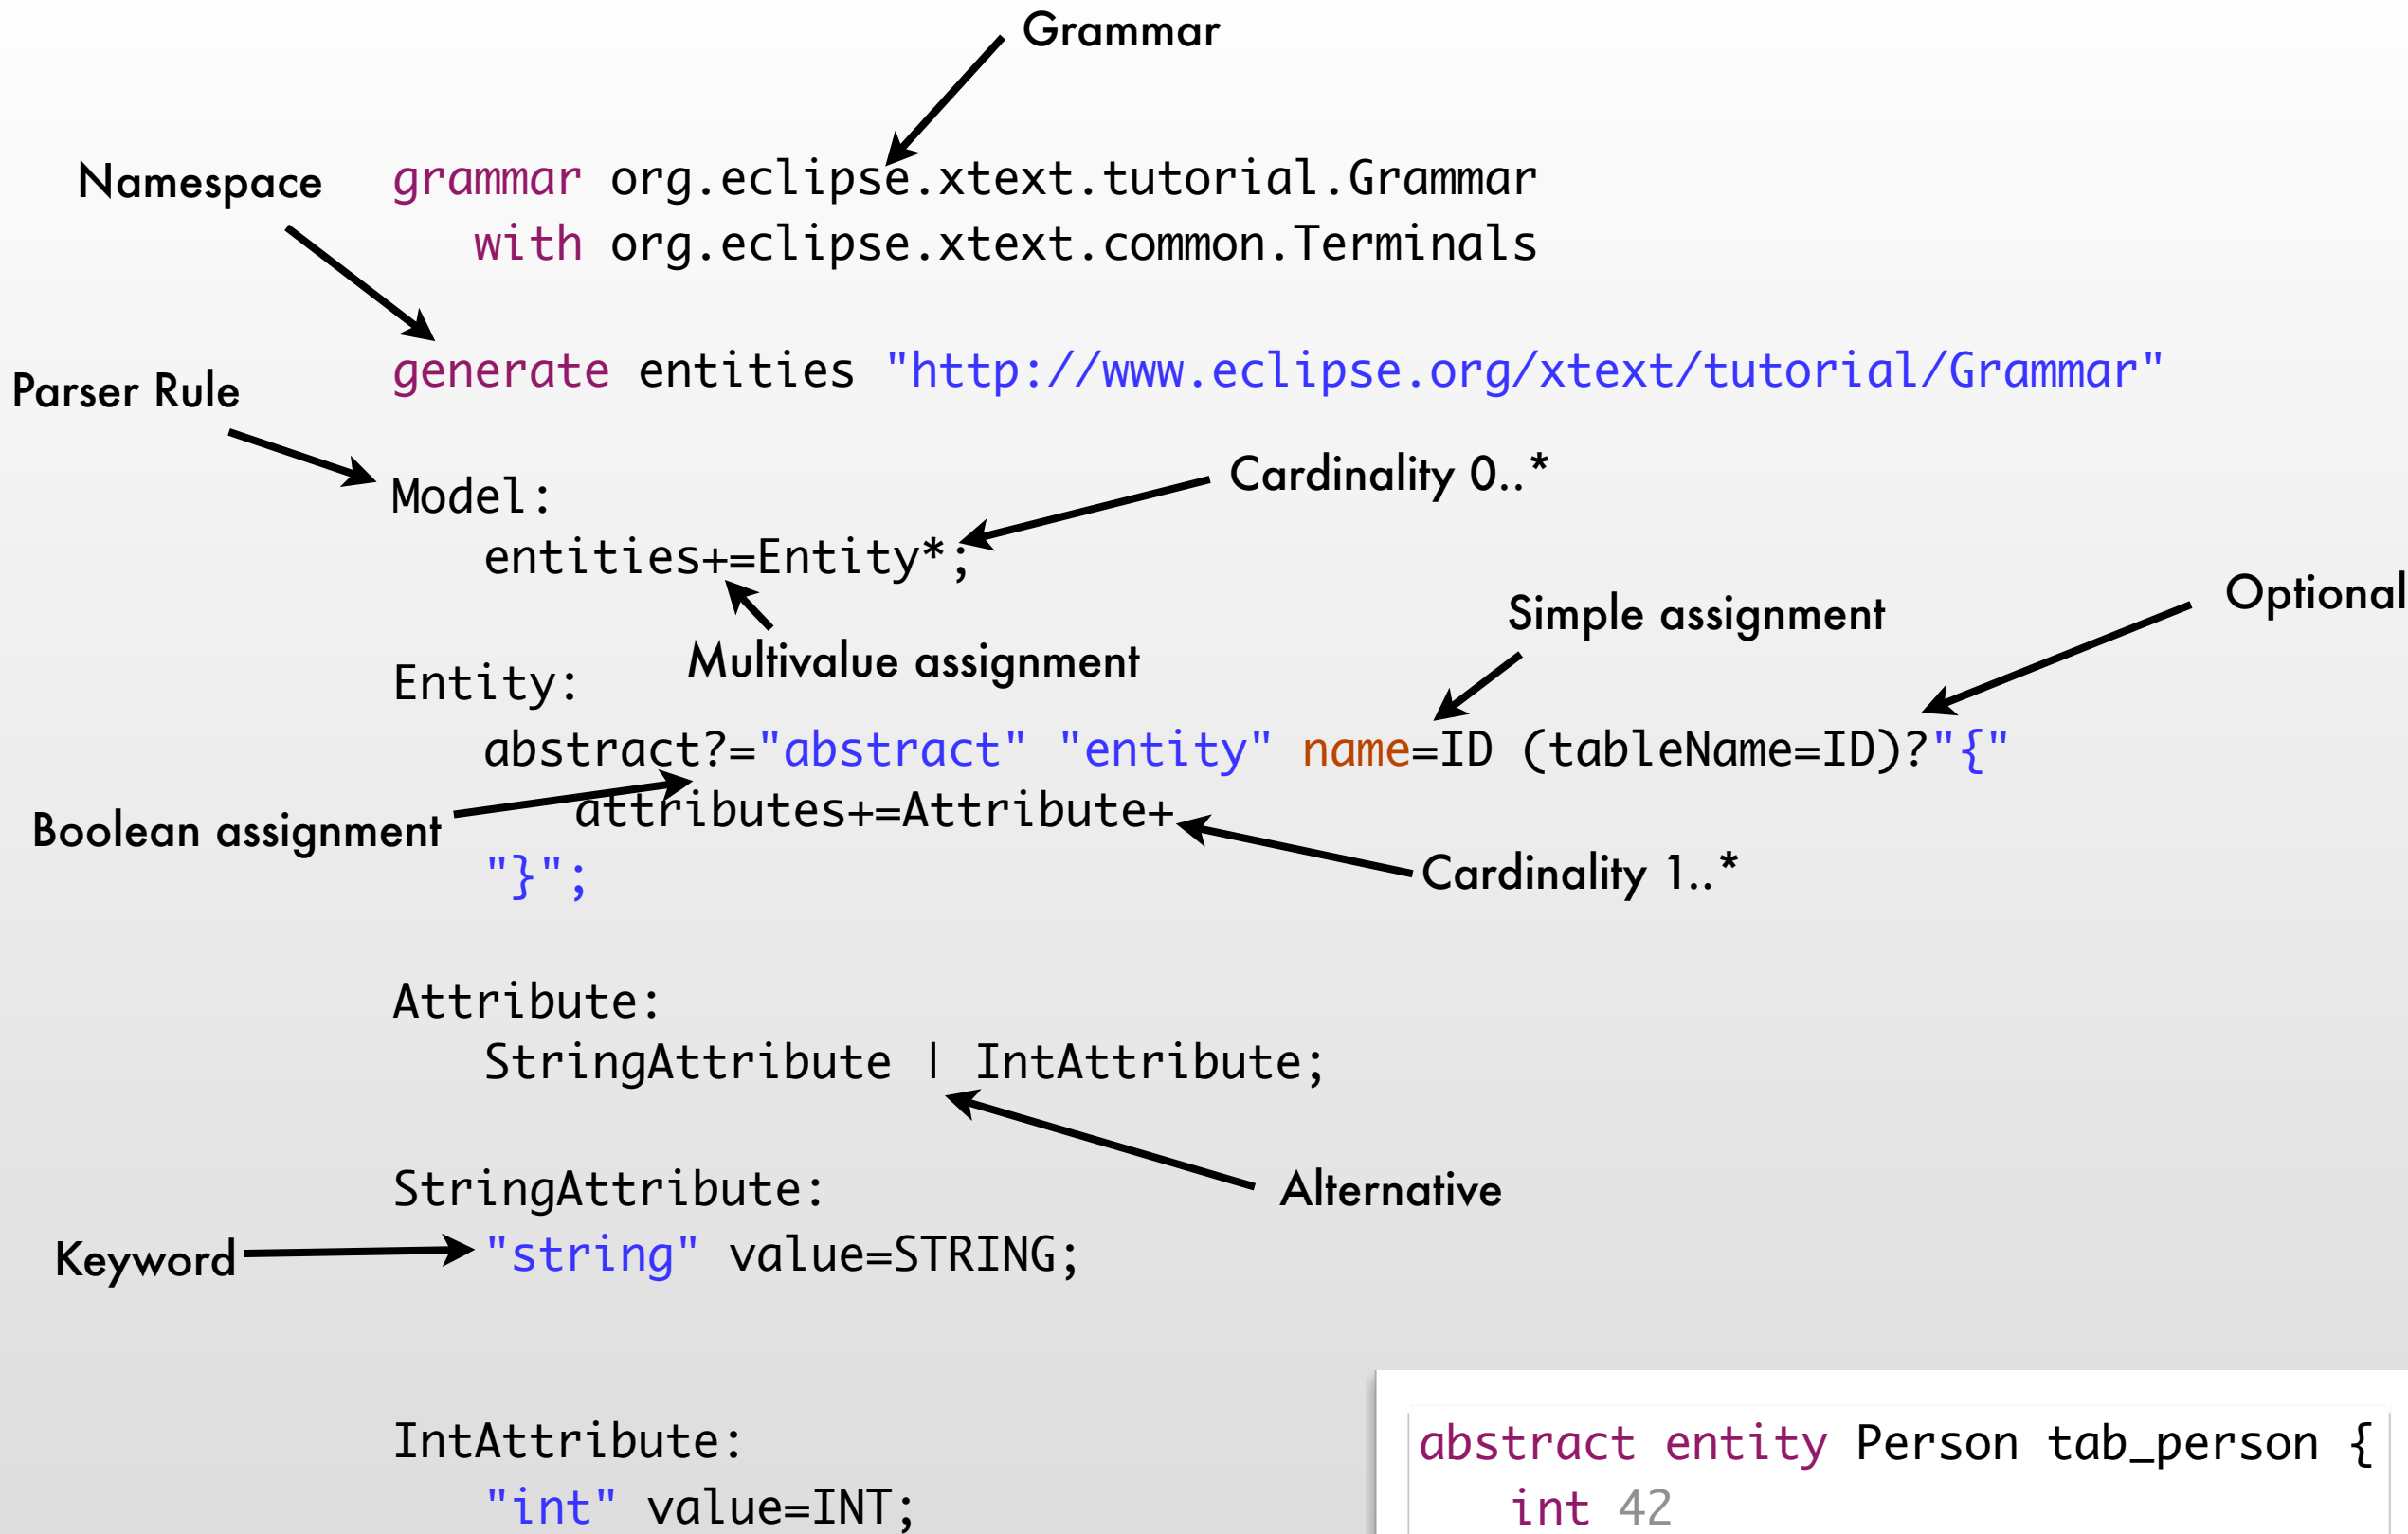 Grammar
Namespace
grammar org.eclipse.xtext.tutorial.Grammar
with org.eclipse.xtext.common.Terminals
generate entities "http://www.eclipse.org/xtext/tutorial/Grammar"
Parser Rule
Cardinality 0..*
Model:
entities+=Entity*;
Optional
Simple assignment
Multivalue assignment
Entity:
abstract?="abstract" "entity" name=ID (tableName=ID)?"{"
attributes+=Attribute+
Boolean assignment
"}";
Cardinality 1..*
Attribute:
StringAttribute | IntAttribute;
StringAttribute:
Alternative
Keyword
"string" value=STRING;
IntAttribute:
"int" value=INT;
abstract entity Person tab_person {
int 42